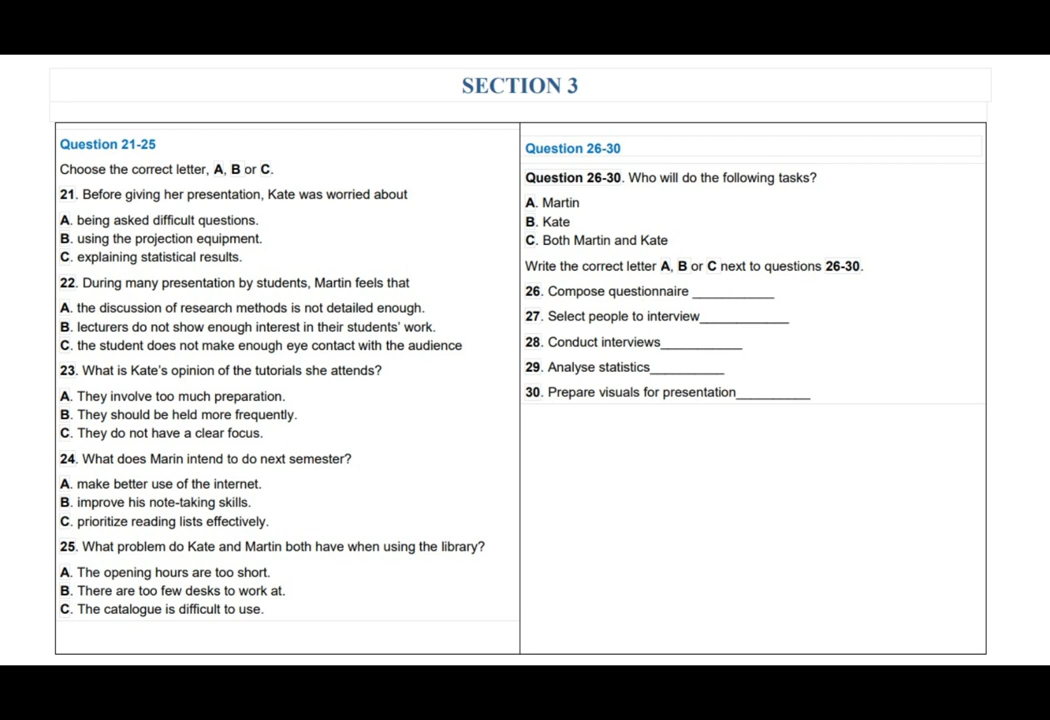 SECTION 3
Question 21-25
Choose the correct letter, A, B or C.
21. Before giving her presentation, Kate was worried about
A. being asked difficult questions.
B. using the projection equipment.
C. explaining statistical results.
22. During many presentation by students, Martin feels that
A. the discussion of research methods is not detailed enough.
B. lecturers do not show enough interest in their students' work.
C. the student does not make enough eye contact with the audience
23. What is Kate's opinion of the tutorials she attends?
A. They involve too much preparation.
B. They should be held more frequently.
C. They do not have a clear focus.
24. What does Marin intend to do next semester?
A. make better use of the internet.
B. improve his note-taking skills.
C. prioritize reading lists effectively.
25. What problem do Kate and Martin both have when using the library?
A. The opening hours are too short.
B. There are too few desks to work at.
C. The catalogue is difficult to use.
Question 26-30
Question 26-30. Who will do the following tasks?
A. Martin
B. Kate
C. Both Martin and Kate
Write the correct letter A, B or C next to questions 26-30.
26. Compose questionnaire ___________
27. Select people to interview____________
28. Conduct interviews___________
29. Analyse statistics__________
30. Prepare visuals for presentation__________